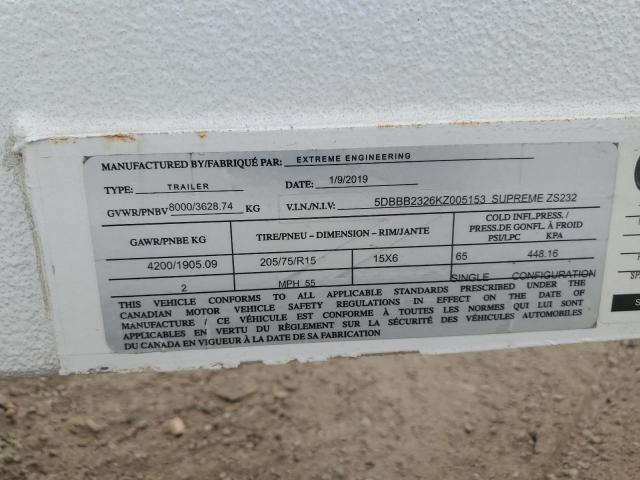 MANUFACTURED BY/FABRIQUÉ PAR: EXTREME ENGINEERING
TYPE: TRAILER DATE: 1/9/2019
GVWR/PNBV 8000/3628.74 KG V.I.N./N.I.V: 5DBBB2326KZ005153 SUPREME ZS232
GAWR/PNBE KG TIRE/PNEU – DIMENSION – RIM/JANTE COLD INFL.PRESS./
PRESS.DE GONFL. À FROID
PSI/LPC KPA
4200/1905.09 205/75/R15 15X6 65 448.16
2 MPH 55 SINGLE CONFIGURATION
THIS VEHICLE CONFORMS TO ALL APPLICABLE STANDARDS PRESCRIBED UNDER THE
CANADIAN MOTOR VEHICLE SAFETY REGULATIONS IN EFFECT ON THE DATE OF
MANUFACTURE / CE VÉHICULE EST CONFORME À TOUTES LES NORMES QUI LUI SONT
APPLICABLES EN VERTU DU RÈGLEMENT SUR LA SÉCURITÉ DES VÉHICULES AUTOMOBILES
DU CANADA EN VIGUEUR À LA DATE DE SA FABRICATION